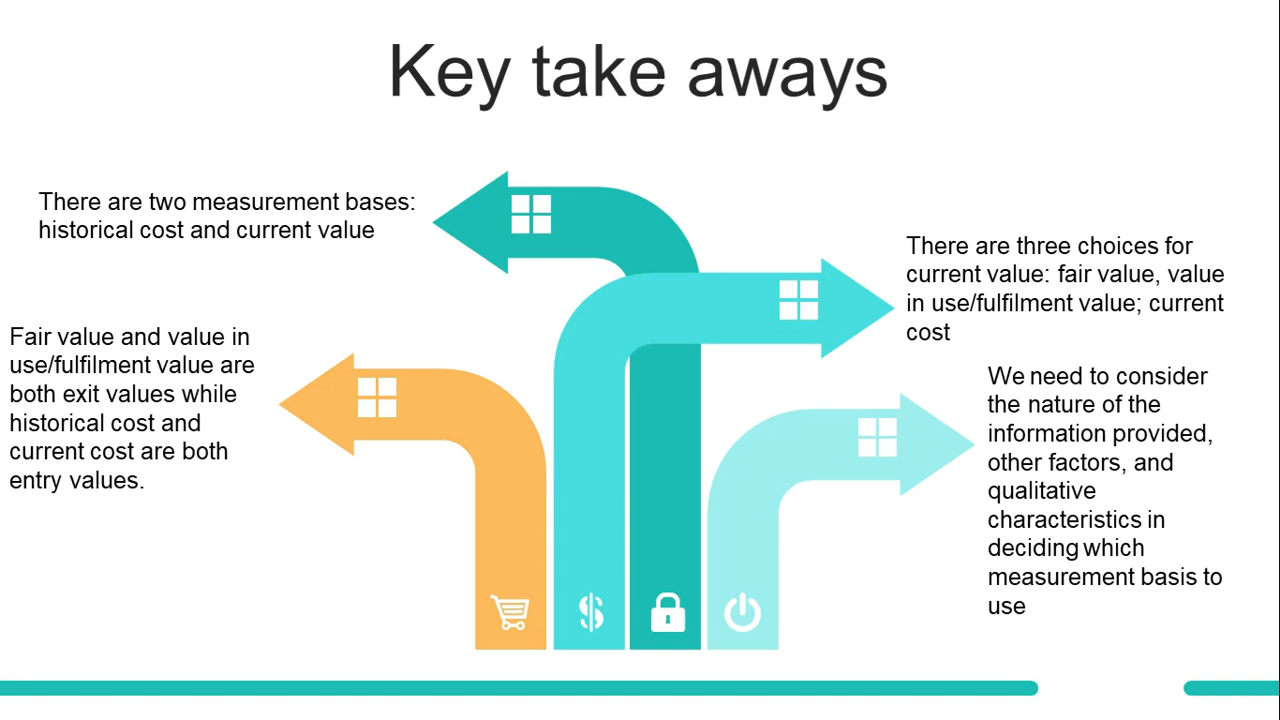 Key take aways
There are two measurement bases:
historical cost and current value
There are three choices for
current value: fair value, value
in use/fulfilment value; current
cost
Fair value and value in
use/fulfilment value are
both exit values while
historical cost and
current cost are both
entry values.
We need to consider
the nature of the
information provided,
other factors, and
qualitative
characteristics in
deciding which
measurement basis to
use
$